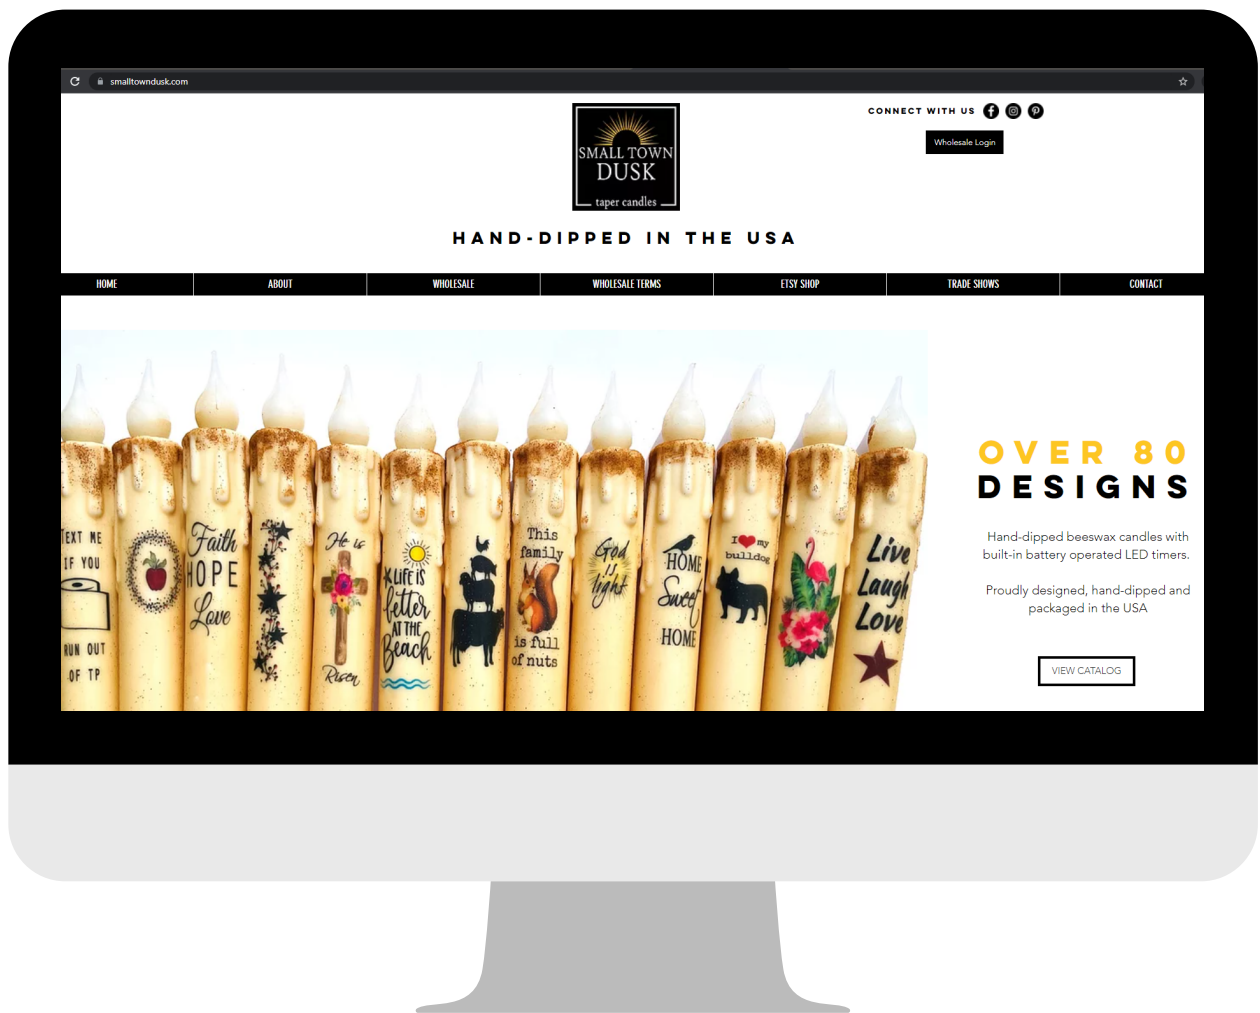 smalltowndusk.com
CONNECT WITH US
Wholesale Login
SMALL TOWN
DUSK
taper candles
HAND-DIPPED IN THE USA
HOME
ABOUT
WHOLESALE
WHOLESALE TERMS
ETSY SHOP
TRADE SHOWS
CONTACT
TEXT ME
IF YOU
RUN OUT
OF TP
Faith
HOPE
Love
He is
Risen
LIFE IS
better
AT THE
Beach
This
family
is full
of nuts
God
is
light
HOME
Sweet
HOME
I my
bulldog
Live
Laugh
Love
OVER 80
DESIGNS
Hand-dipped beeswax candles with
built-in battery operated LED timers.
Proudly designed, hand-dipped and
packaged in the USA
VIEW CATALOG